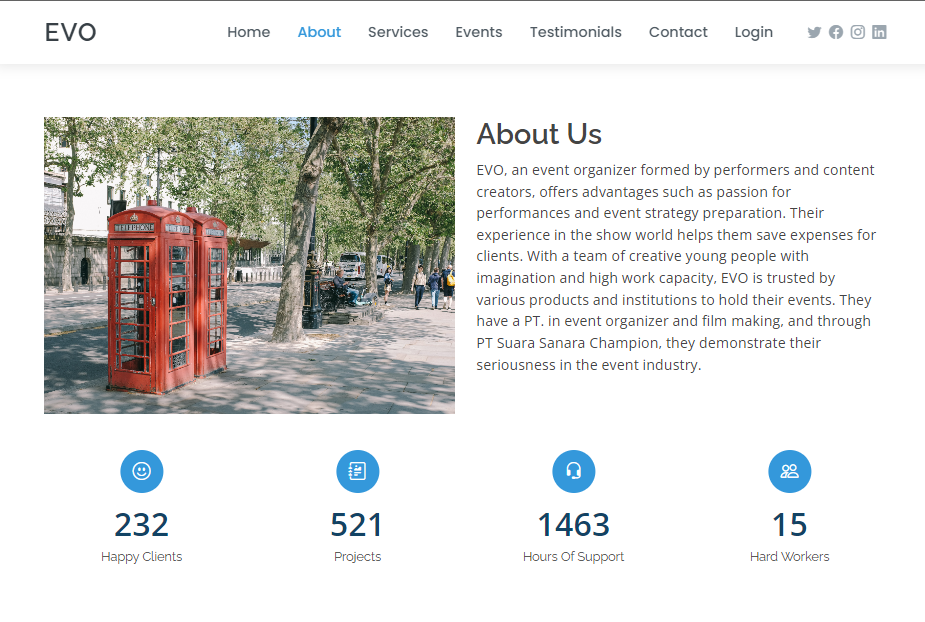 EVO
Home About Services Events Testimonials Contact Login
TELEPHONE
About Us
EVO, an event organizer formed by performers and content
creators, offers advantages such as passion for
performances and event strategy preparation. Their
experience in the show world helps them save expenses for
clients. With a team of creative young people with
imagination and high work capacity, EVO is trusted by
various products and institutions to hold their events. They
have a PT. in event organizer and film making, and through
PT Suara Sanara Champion, they demonstrate their
seriousness in the event industry.
232 521 1463 15
Happy Clients Projects Hours Of Support Hard Workers